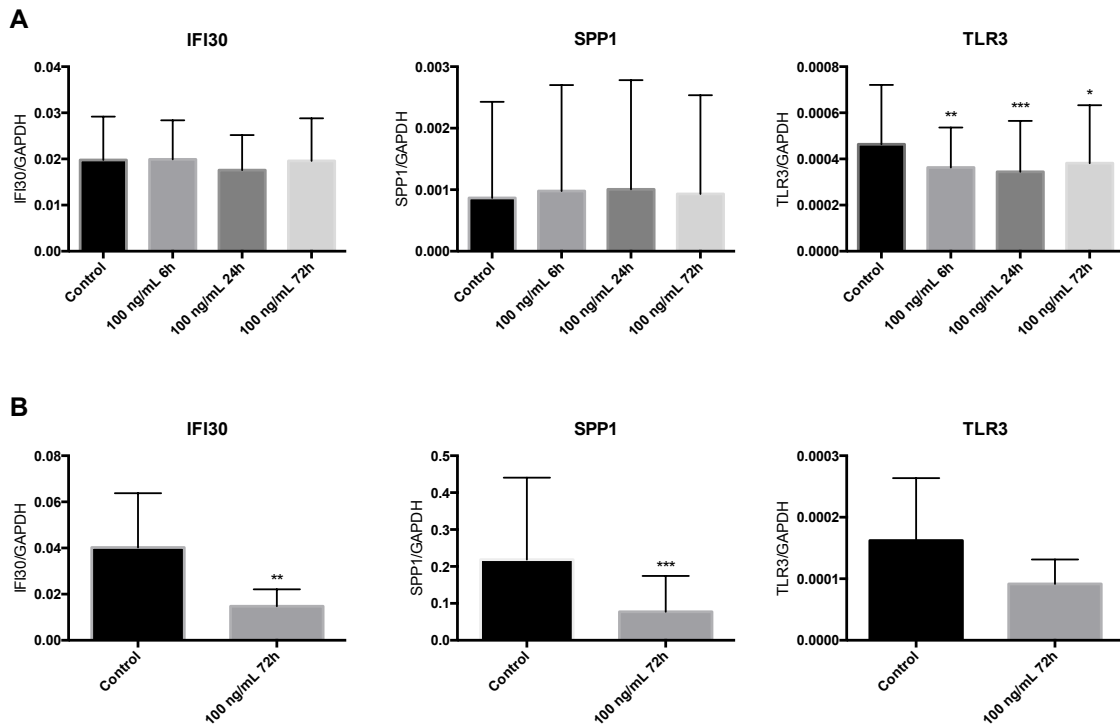 A
IFI30
IFI30/GAPDH
0.04
0.03
0.02
0.01
0.00
Control
100 ng/mL 6h
100 ng/mL 24h
100 ng/mL 72h
SPP1
SPP1/GAPDH
0.003
0.002
0.001
0.000
Control
100 ng/mL 6h
100 ng/mL 24h
100 ng/mL 72h
TLR3
TLR3/GAPDH
0.0008
0.0006
0.0004
0.0002
0.0000
**
***
*
Control
100 ng/mL 6h
100 ng/mL 24h
100 ng/mL 72h
B
IFI30
IFI30/GAPDH
0.08
0.06
0.04
0.02
0.00
**
Control
100 ng/mL 72h
SPP1
SPP1/GAPDH
0.5
0.4
0.3
0.2
0.1
0.0
***
Control
100 ng/mL 72h
TLR3
TLR3/GAPDH
0.0003
0.0002
0.0001
0.0000
Control
100 ng/mL 72h